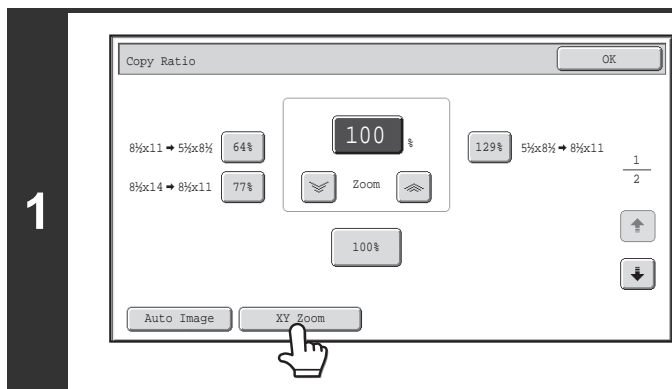 1
Copy Ratio
OK
8½x11 ➡ 5½x8½
64%
100
%
129%
5½x8½ ➡ 8½x11
8½x14 ➡ 8½x11
77%
Zoom
1
2
100%
Auto Image
XY Zoom